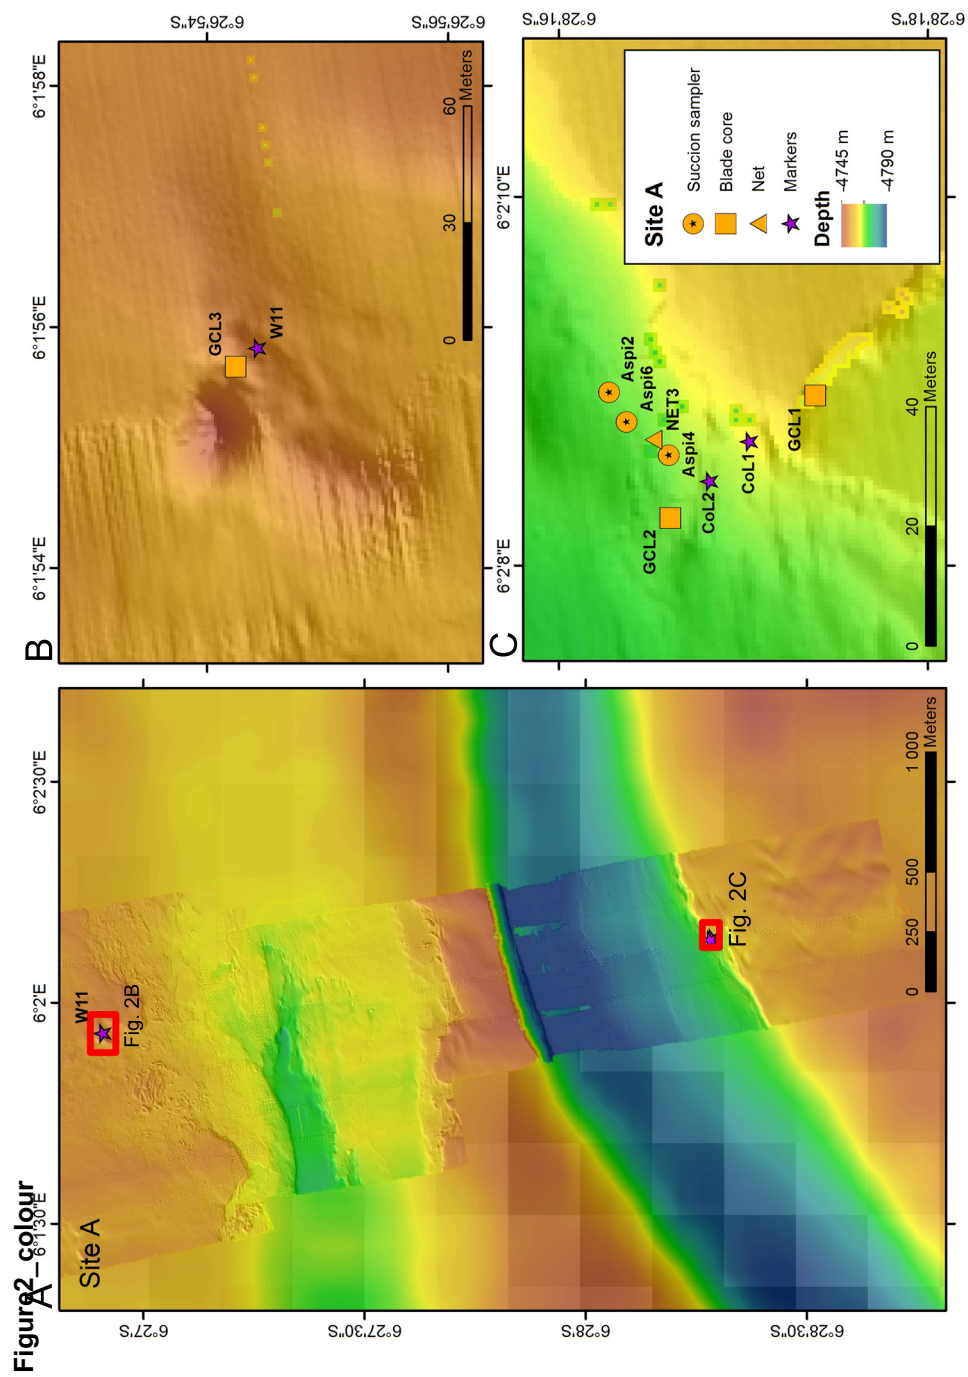 Figure2_colour
A
6°1'30"E
6°2'E
6°2'30"E
Site A
W11
Fig. 2B
Fig. 2C
6°27'S
6°27'30"S
6°28'S
6°28'30"S
0 250 500 1 000
Meters
B
6°1'54"E
6°1'56"E
6°1'58"E
6°26'54"S
6°26'56"S
GCL3
W11
0 30 60
Meters
C
6°2'8"E
6°2'10"E
6°28'16"S
6°28'18"S
Aspi2
Aspi6
NET3
Aspi4
GCL2
CoL2
CoL1
GCL1
0 20 40
Meters
Site A
Succion sampler
Blade core
Net
Markers
Depth
-4745 m
-4790 m